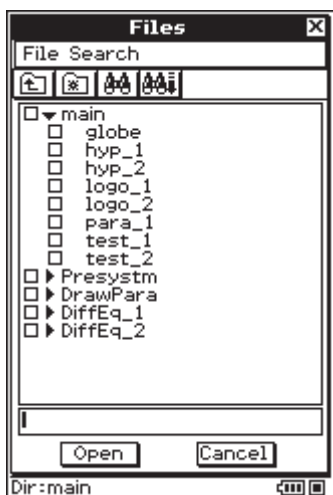 Files
File Search
main
globe
hyp_1
hyp_2
logo_1
logo_2
para_1
test_1
test_2
Presystm
DrawPara
DiffEq_1
DiffEq_2
Open Cancel
Dir:main